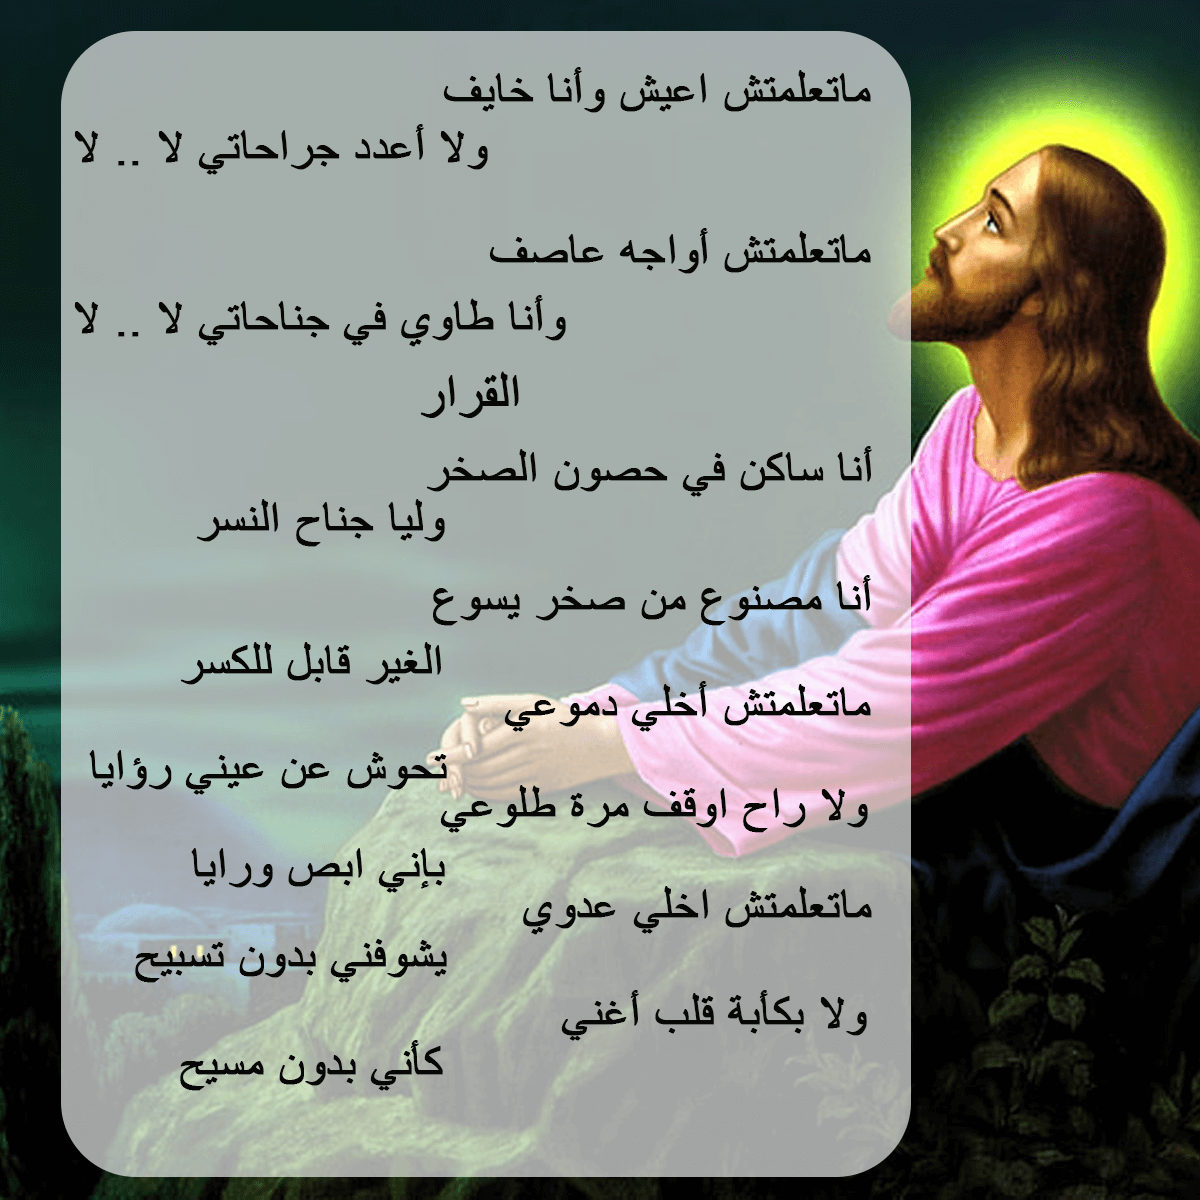 ماتعلمتش اعيش وأنا خايف
ولا أعدد جراحاتي لا .. لا
ماتعلمتش أواجه عاصف
وأنا طاوي في جناحاتي لا .. لا
القرار
أنا ساكن في حصون الصخر
وليا جناح النسر
أنا مصنوع من صخر يسوع
الغير قابل للكسر
ماتعلمتش أخلي دموعي
تحوش عن عيني رؤايا
ولا راح اوقف مرة طلوعي
بإني ابص ورايا
ماتعلمتش اخلي عدوي
يشوفني بدون تسبيح
ولا بكأبة قلب أغني
كأني بدون مسيح